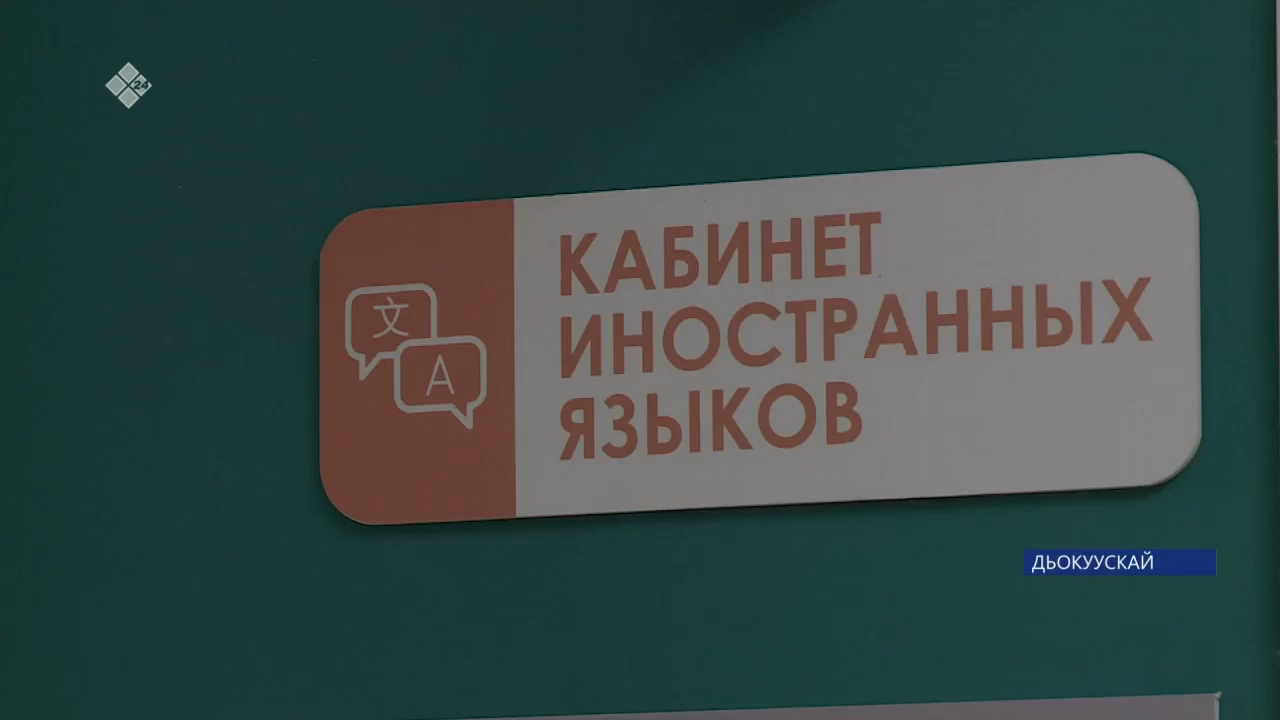 24
КАБИНЕТ
ИНОСТРАННЫХ
ЯЗЫКОВ
文
A
ДЬОКУУСКАЙ